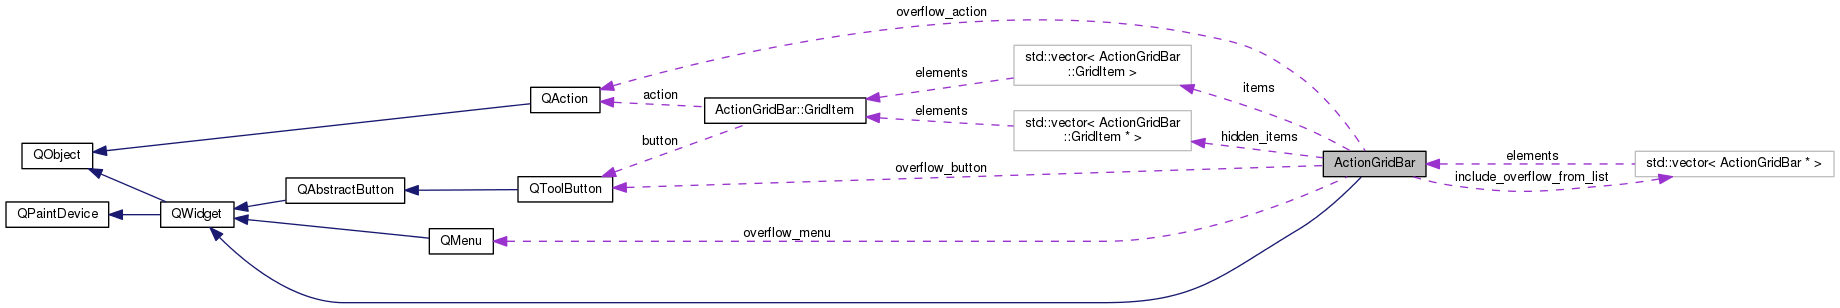 overflow_action
std::vector< ActionGridBar
::GridItem >
elements
items
QAction
action
ActionGridBar::GridItem
elements
std::vector< ActionGridBar
::GridItem * >
hidden_items
button
QObject
ActionGridBar
elements
std::vector< ActionGridBar * >
overflow_button
include_overflow_from_list
QAbstractButton
QToolButton
QPaintDevice
QWidget
QMenu
overflow_menu